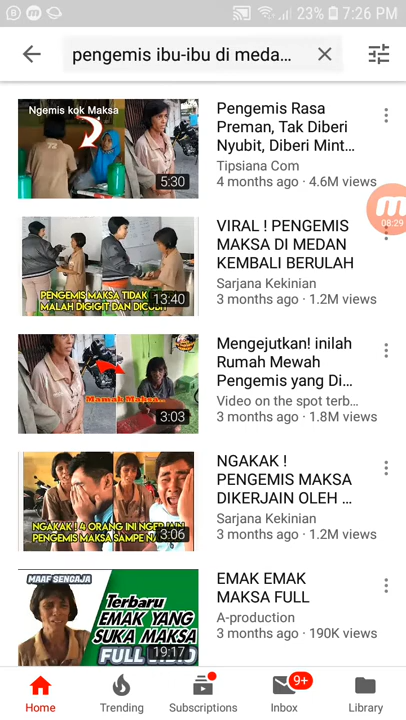 23% 7:26 PM
pengemis ibu-ibu di meda...
Ngemis kok Maksa
5:30
Pengemis Rasa
Preman, Tak Diberi
Nyubit, Diberi Mint...
Tipsiana Com
4 months ago · 4.6M views
08:29
PENGEMIS MAKSA TIDAK
MALAH DIGIGIT DAN DICUBIT
13:40
VIRAL ! PENGEMIS
MAKSA DI MEDAN
KEMBALI BERULAH
Sarjana Kekinian
3 months ago · 1.2M views
Mamak Maksa..
3:03
Mengejutkan! inilah
Rumah Mewah
Pengemis yang Di...
Video on the spot terb...
3 months ago · 1.8M views
NGAKAK ! 4 ORANG INI NGERJAIN
PENGEMIS MAKSA SAMPE
3:06
NGAKAK !
PENGEMIS MAKSA
DIKERJAIN OLEH ...
Sarjana Kekinian
3 months ago · 1.2M views
MAAF SENGAJA
Terbaru
EMAK YANG
SUKA MAKSA
FULL
19:17
EMAK EMAK
MAKSA FULL
A-production
3 months ago · 190K views
9+
Home
Trending
Subscriptions
Inbox
Library